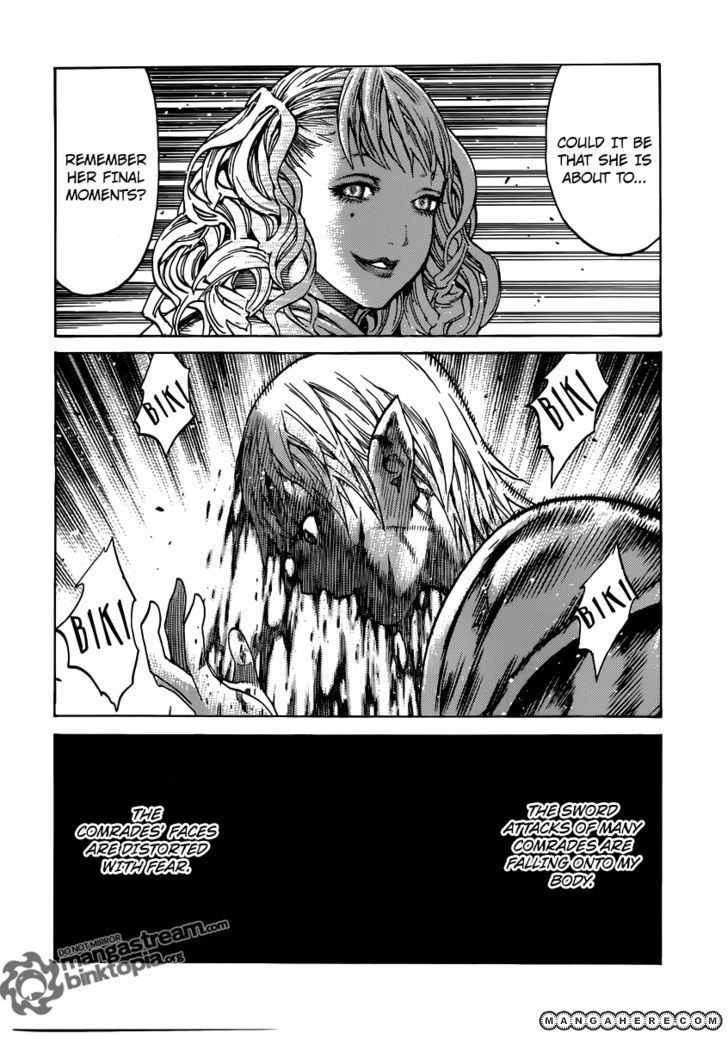 COULD IT BE
THAT SHE IS
ABOUT TO...
REMEMBER
HER FINAL
MOMENTS?
BIKI
BIKI
BIKI
BIKI
THE SWORD
ATTACKS OF MANY
COMRADES ARE
FALLING ONTO MY
BODY.
THE
COMRADES' FACES
ARE DISTORTED
WITH FEAR.
DO NOT MIRROR
mangastream.com
binktopia.org
MANGAHERE.COM